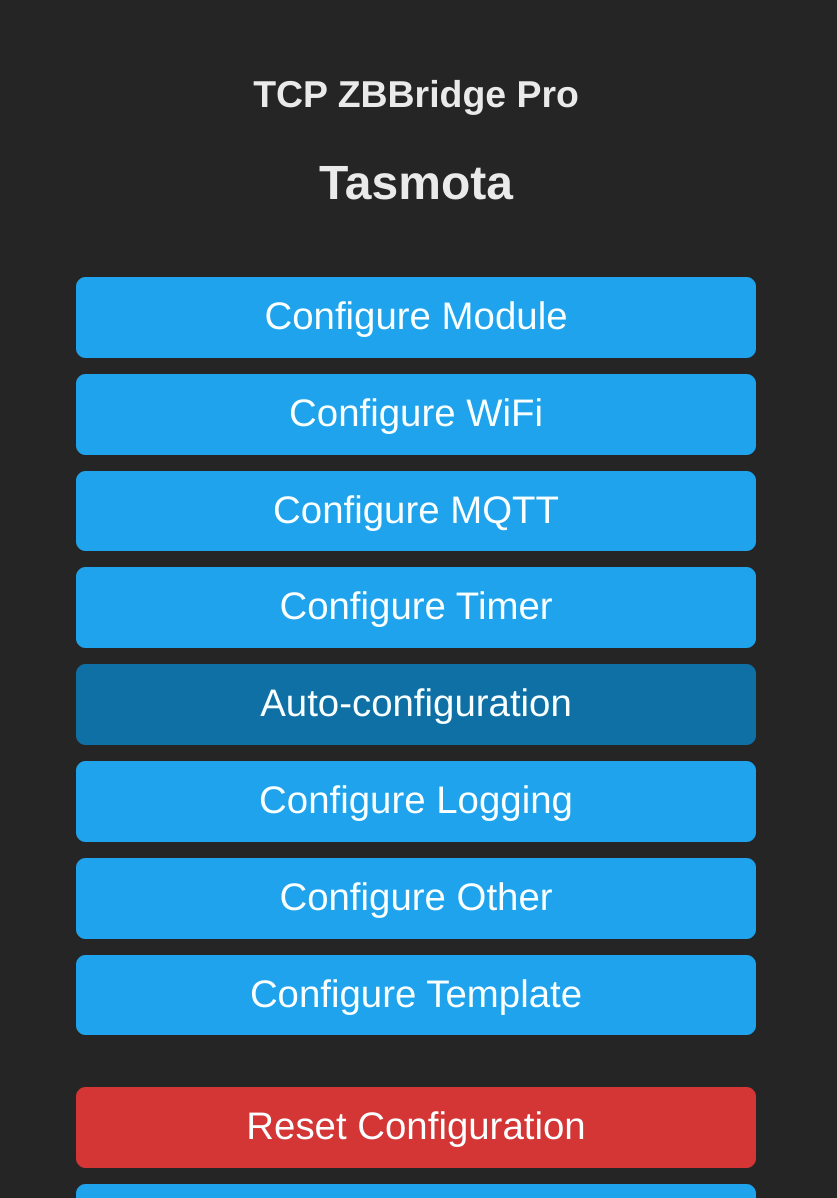 TCP ZBBridge Pro
Tasmota
Configure Module
Configure WiFi
Configure MQTT
Configure Timer
Auto-configuration
Configure Logging
Configure Other
Configure Template
Reset Configuration